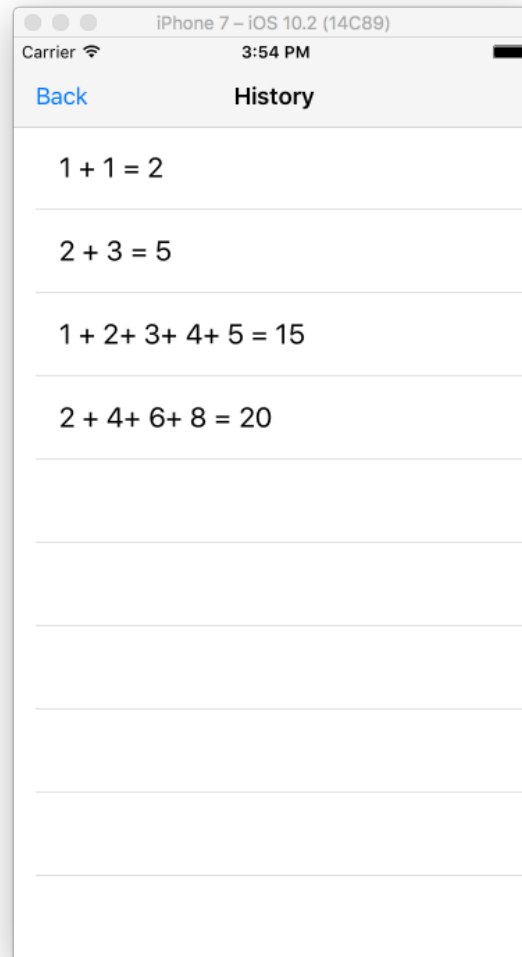 iPhone 7 – iOS 10.2 (14C89)
Carrier 3:54 PM
Back History
1 + 1 = 2
2 + 3 = 5
1 + 2+ 3+ 4+ 5 = 15
2 + 4+ 6+ 8 = 20